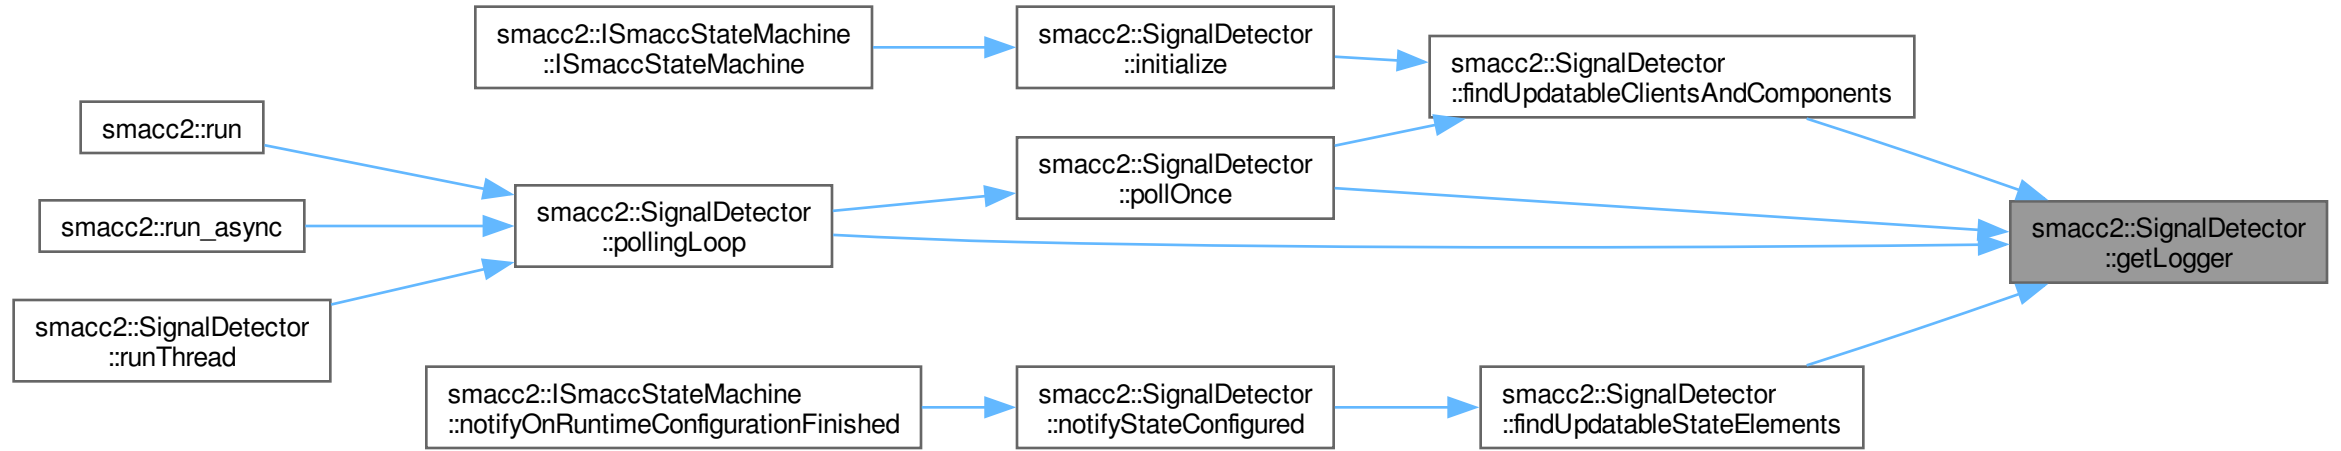 smacc2::ISmaccStateMachine
::ISmaccStateMachine
smacc2::SignalDetector
::initialize
smacc2::SignalDetector
::findUpdatableClientsAndComponents
smacc2::run
smacc2::SignalDetector
::pollOnce
smacc2::run_async
smacc2::SignalDetector
::pollingLoop
smacc2::SignalDetector
::getLogger
smacc2::SignalDetector
::runThread
smacc2::ISmaccStateMachine
::notifyOnRuntimeConfigurationFinished
smacc2::SignalDetector
::notifyStateConfigured
smacc2::SignalDetector
::findUpdatableStateElements